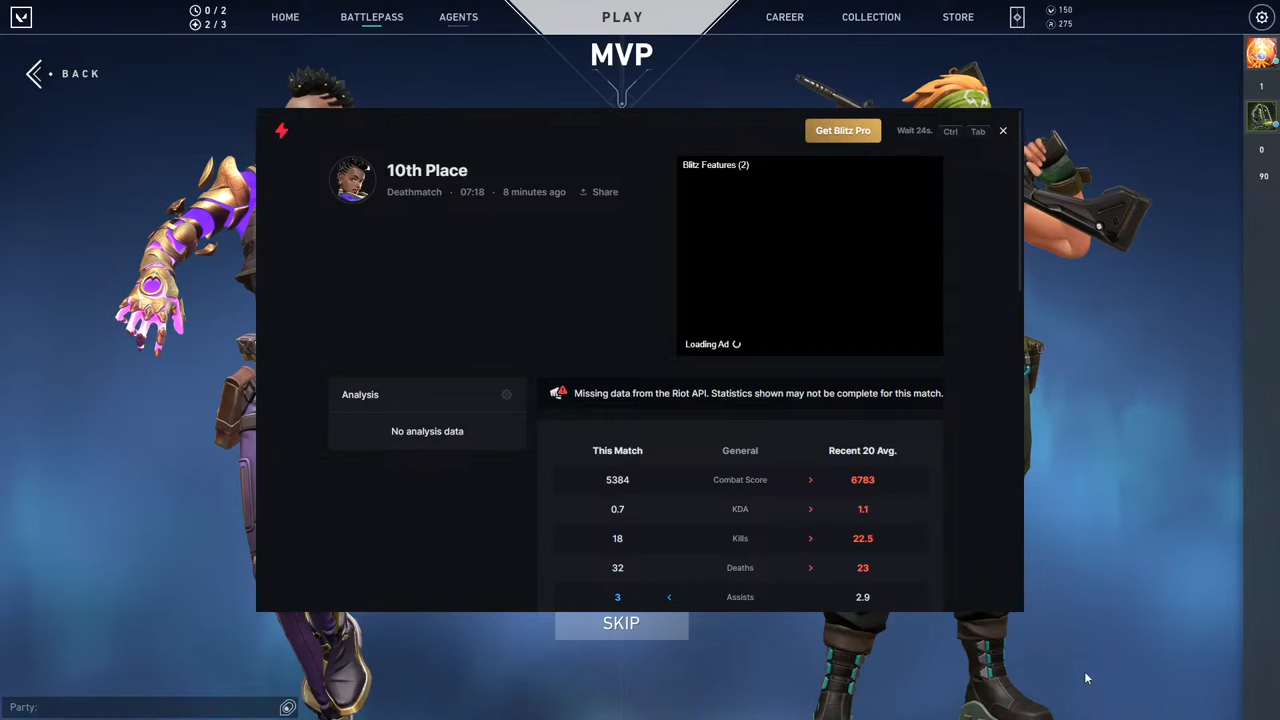 0 / 2
2 / 3
HOME
BATTLEPASS
AGENTS
PLAY
CAREER
COLLECTION
STORE
150
275
BACK
MVP
Get Blitz Pro
Wait 24s.
Ctrl
Tab
10th Place
Deathmatch · 07:18 · 8 minutes ago
Share
Blitz Features (2)
Loading Ad
1
0
90
Analysis
No analysis data
Missing data from the Riot API. Statistics shown may not be complete for this match.
This Match General Recent 20 Avg.
5384 Combat Score > 6783
0.7 KDA > 1.1
18 Kills > 22.5
32 Deaths > 23
3 < Assists 2.9
SKIP
Party: